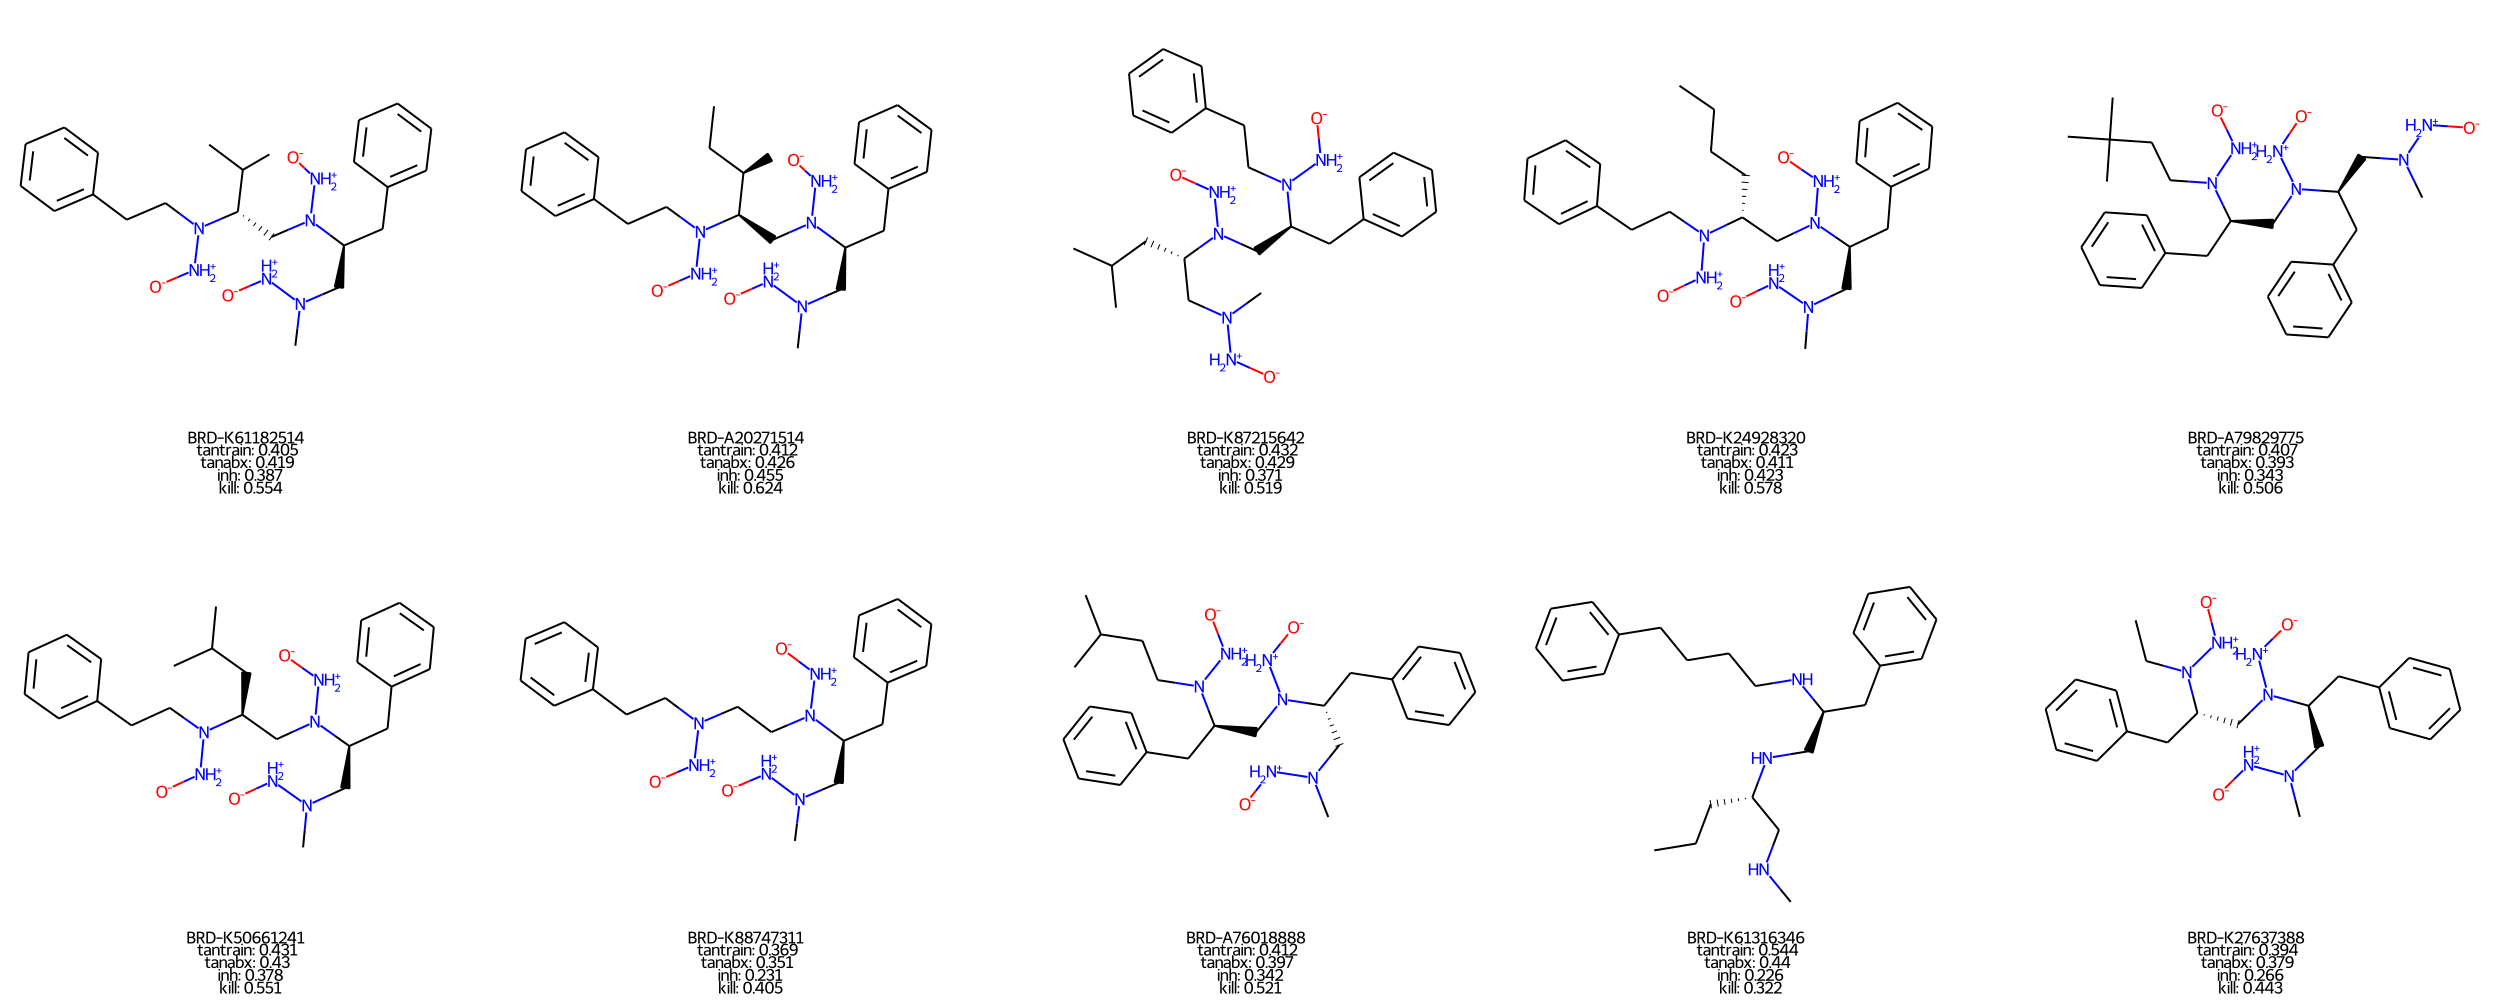 BRD-K61182514
tantrain: 0.405
tanabx: 0.419
inh: 0.387
kill: 0.554
BRD-A20271514
tantrain: 0.412
tanabx: 0.426
inh: 0.455
kill: 0.624
BRD-K87215642
tantrain: 0.432
tanabx: 0.429
inh: 0.371
kill: 0.519
BRD-K24928320
tantrain: 0.423
tanabx: 0.411
inh: 0.423
kill: 0.578
BRD-A79829775
tantrain: 0.407
tanabx: 0.393
inh: 0.343
kill: 0.506
BRD-K50661241
tantrain: 0.431
tanabx: 0.43
inh: 0.378
kill: 0.551
BRD-K88747311
tantrain: 0.369
tanabx: 0.351
inh: 0.231
kill: 0.405
BRD-A76018888
tantrain: 0.412
tanabx: 0.397
inh: 0.342
kill: 0.521
BRD-K61316346
tantrain: 0.544
tanabx: 0.44
inh: 0.226
kill: 0.322
BRD-K27637388
tantrain: 0.394
tanabx: 0.379
inh: 0.266
kill: 0.443